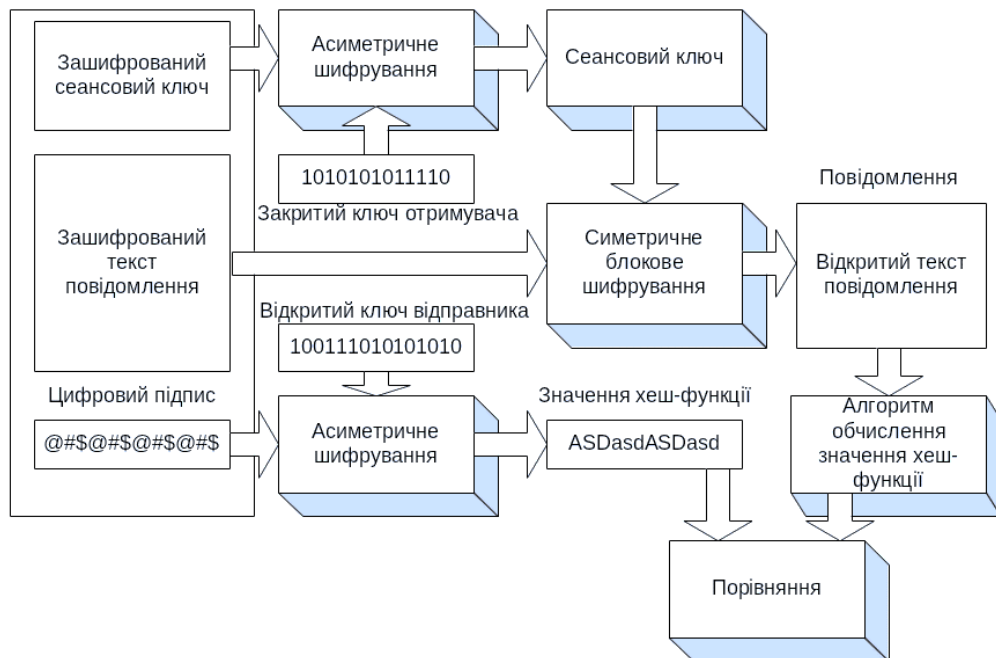 Зашифрований
сеансовий ключ
Асиметричне
шифрування
Сеансовий ключ
1010101011110
Закритий ключ отримувача
Повідомлення
Зашифрований
текст
повідомлення
Симетричне
блокове
шифрування
Відкритий текст
повідомлення
Відкритий ключ відправника
100111010101010
Цифровий підпис
@#$@#$@#$@#$
Асиметричне
шифрування
Значення хеш-функції
ASDasdASDasd
Алгоритм
обчислення
значення хеш-
функції
Порівняння